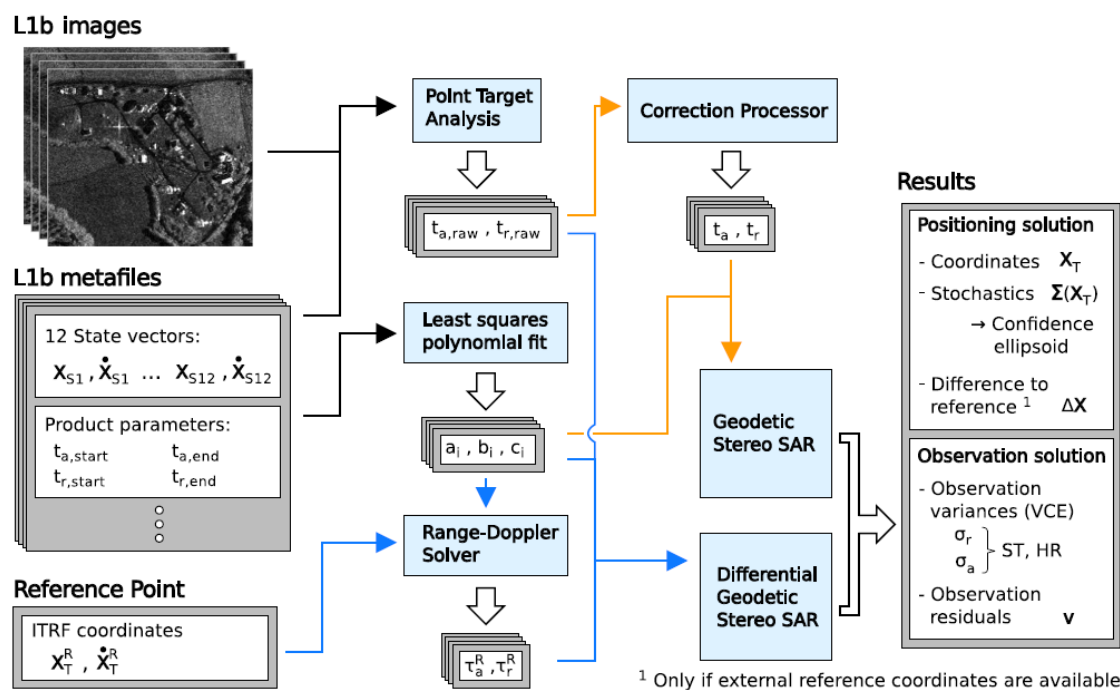 L1b images
Point Target
Analysis
Correction Processor
t_a,raw , t_r,raw
t_a , t_r
L1b metafiles
12 State vectors:
X_S1 , Ẋ_S1 ... X_S12 , Ẋ_S12
Product parameters:
t_a,start t_a,end
t_r,start t_r,end
Least squares
polynomial fit
a_i , b_i , c_i
Range-Doppler
Solver
Reference Point
ITRF coordinates
X_T^R , Ẋ_T^R
τ_a^R ,τ_r^R
Geodetic
Stereo SAR
Differential
Geodetic
Stereo SAR
Results
Positioning solution
- Coordinates X_T
- Stochastics Σ(X_T)
→ Confidence
ellipsoid
- Difference to
reference ¹ ΔX
Observation solution
- Observation
variances (VCE)
σ_r
σ_a } ST, HR
- Observation
residuals v
¹ Only if external reference coordinates are available